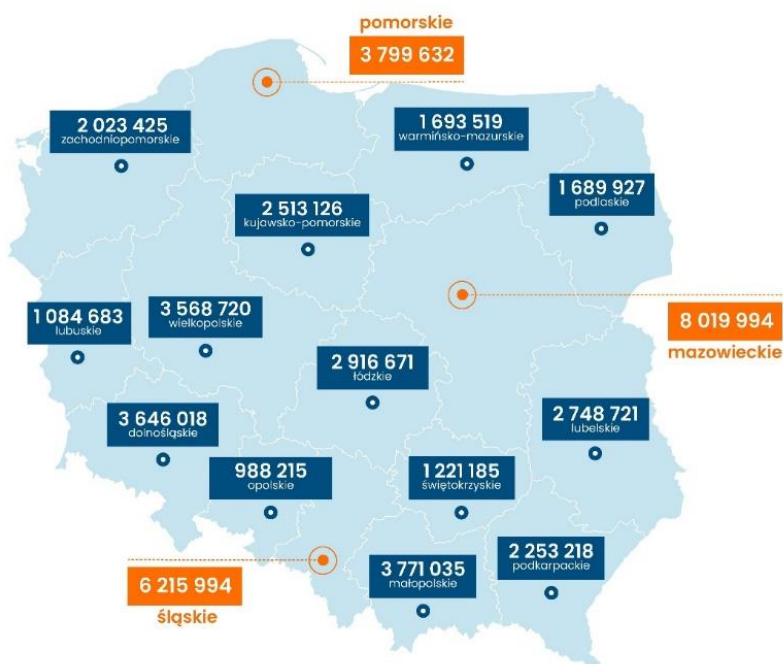 pomorskie
3 799 632
2 023 425
zachodniopomorskie
1 693 519
warmińsko-mazurskie
1 689 927
podlaskie
2 513 126
kujawsko-pomorskie
1 084 683
lubuskie
3 568 720
wielkopolskie
8 019 994
mazowieckie
2 916 671
łódzkie
3 646 018
dolnośląskie
2 748 721
lubelskie
988 215
opolskie
1 221 185
świętokrzyskie
6 215 994
śląskie
3 771 035
małopolskie
2 253 218
podkarpackie